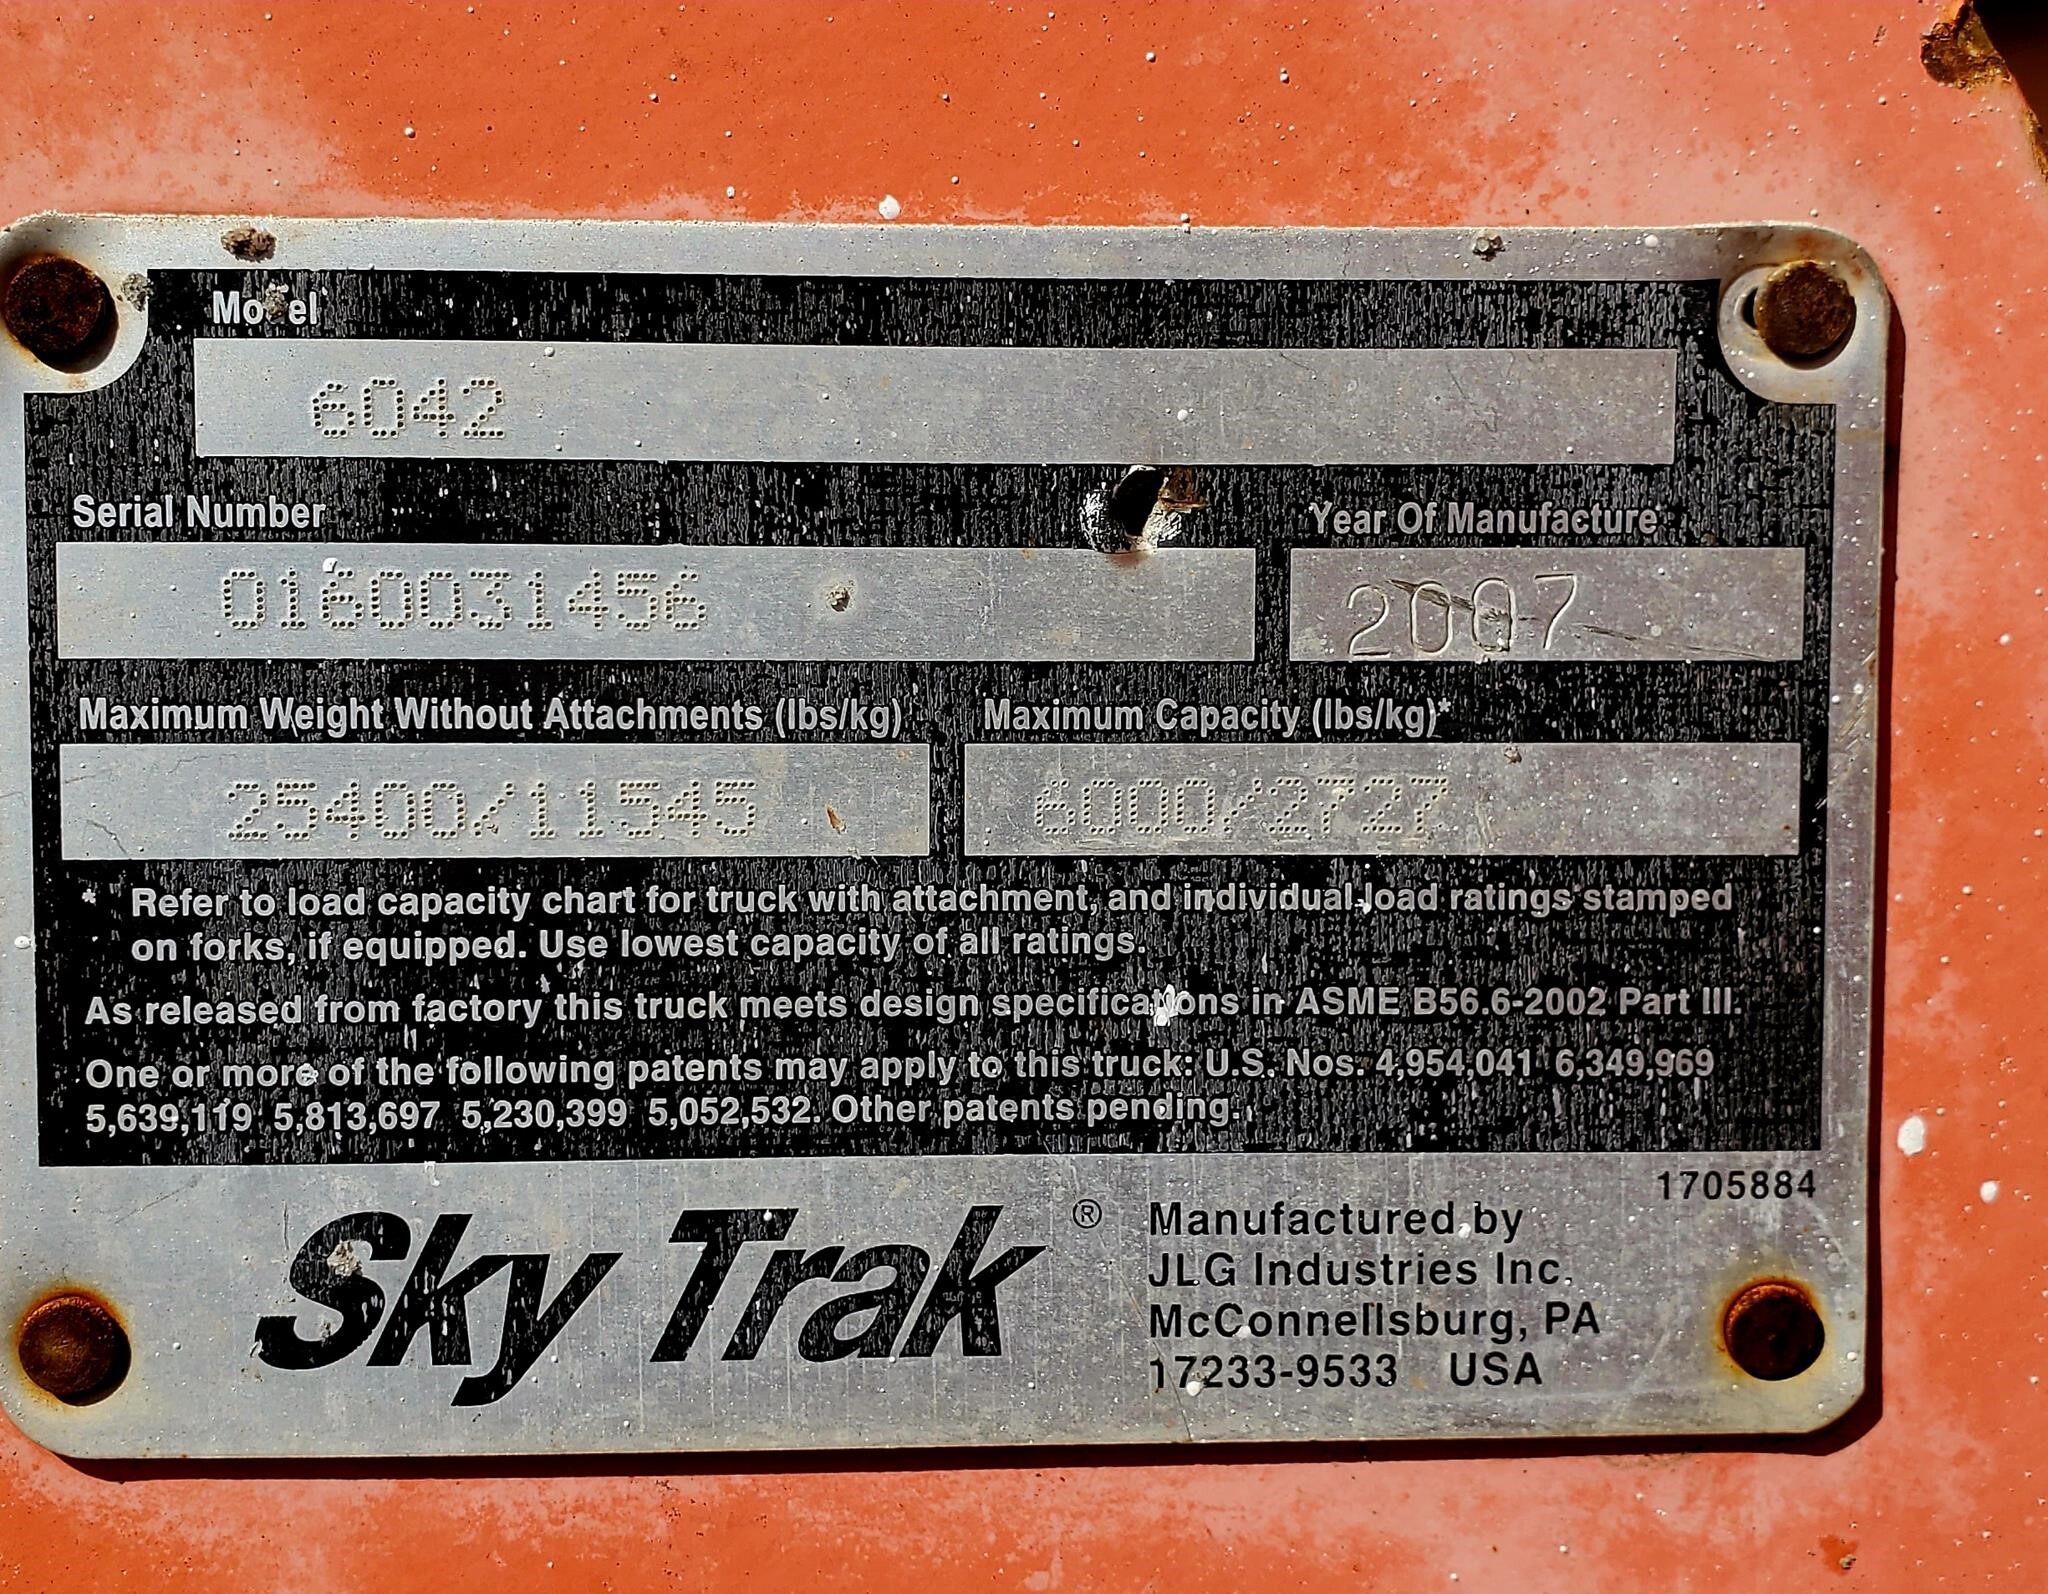 Model
6042
Serial Number
Year Of Manufacture
0160031456
2007
Maximum Weight Without Attachments (lbs/kg)
Maximum Capacity (lbs/kg)*
25400/11545
6000/2727
* Refer to load capacity chart for truck with attachment, and individual load ratings stamped
on forks, if equipped. Use lowest capacity of all ratings.
As released from factory this truck meets design specifications in ASME B56.6-2002 Part III.
One or more of the following patents may apply to this truck: U.S. Nos. 4,954,041 6,349,969
5,639,119 5,813,697 5,230,399 5,052,532. Other patents pending.
1705884
Sky Trak ®
Manufactured by
JLG Industries Inc.
McConnellsburg, PA
17233-9533 USA